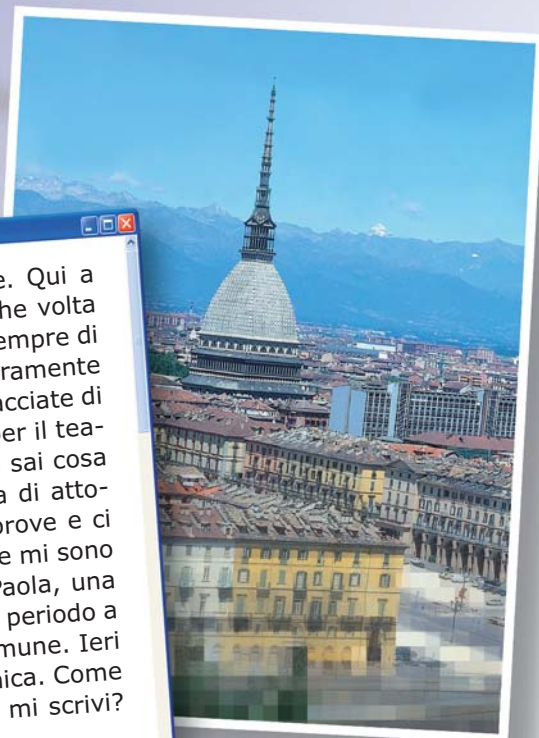 e. Qui a
he volta
empre di
ramente
acciate di
per il tea-
sai cosa
a di atto-
prove e ci
e mi sono
Paola, una
periodo a
mune. Ieri
nica. Come
mi scrivi?